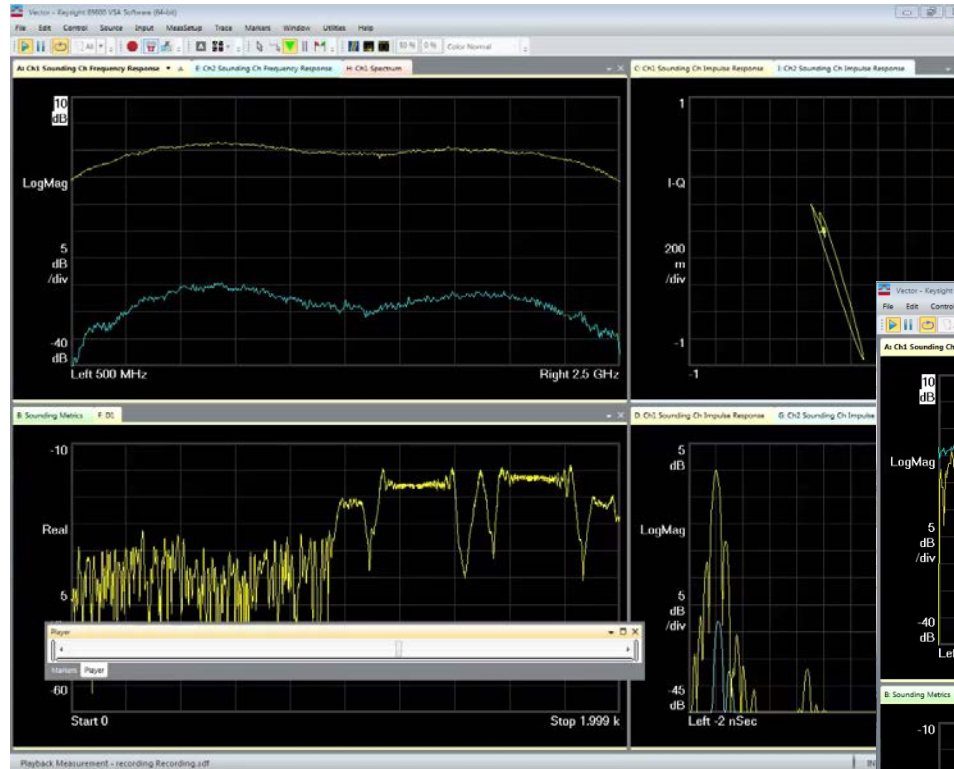 Vector - Keysight 89600 VSA Software (64-bit)
File Edit Control Source Input MeasSetup Trace Markers Window Utilities Help
All 50 % 0 % Color Normal
A: Ch1 Sounding Ch Frequency Response E: Ch2 Sounding Ch Frequency Response H: Ch1 Spectrum
10
dB
LogMag
5
dB
/div
-40
dB
Left 500 MHz Right 2.5 GHz
C: Ch1 Sounding Ch Impulse Response I: Ch2 Sounding Ch Impulse Response
1
I-Q
200
m
/div
-1
-1
B: Sounding Metrics F: D1
-10
Real
5
-60
Start 0 Stop 1.999 k
Player
Markers Player
D: Ch1 Sounding Ch Impulse Response G: Ch2 Sounding Ch Impulse
5
dB
LogMag
5
dB
/div
-45
dB
Left -2 nSec
Vector - Keysight
File Edit Control
A: Ch1 Sounding Ch
10
dB
LogMag
5
dB
/div
-40
dB
Left
B: Sounding Metrics
-10
Playback Measurement - recording Recording.sdf